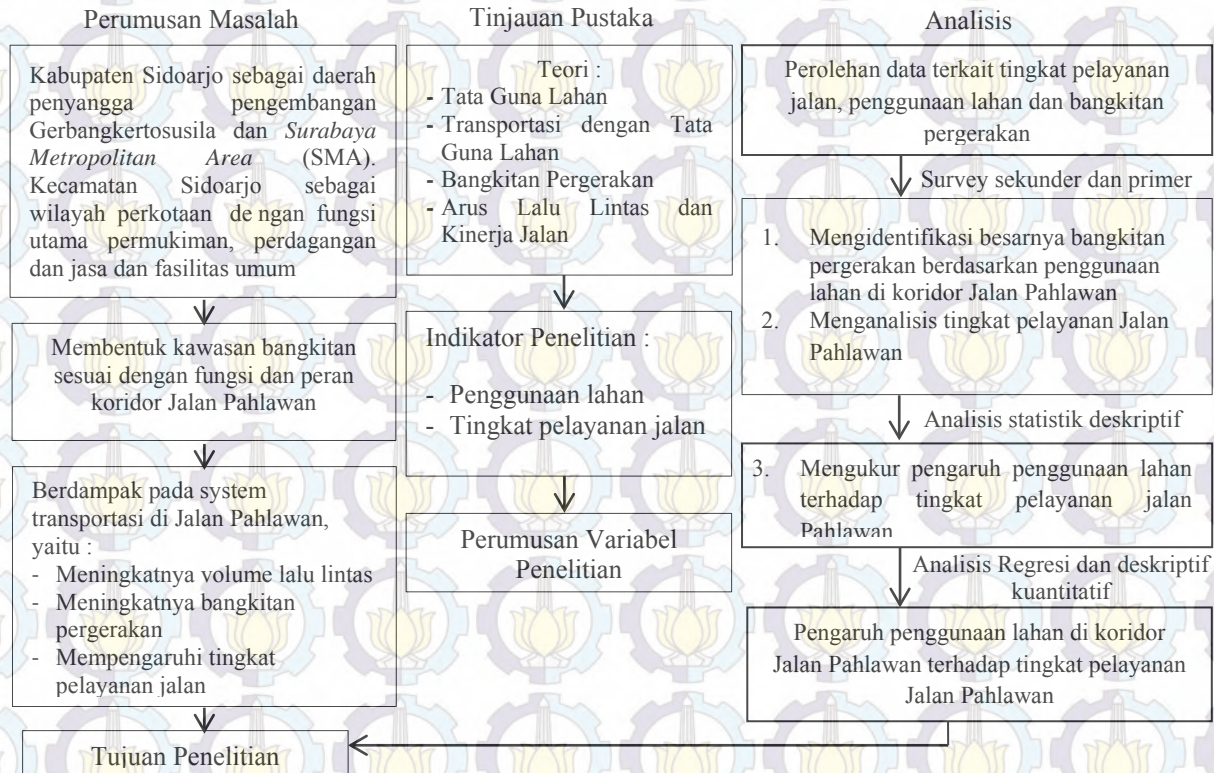 Perumusan Masalah
Kabupaten Sidoarjo sebagai daerah
penyangga pengembangan
Gerbangkertosusila dan Surabaya
Metropolitan Area (SMA).
Kecamatan Sidoarjo sebagai
wilayah perkotaan de ngan fungsi
utama permukiman, perdagangan
dan jasa dan fasilitas umum
Membentuk kawasan bangkitan
sesuai dengan fungsi dan peran
koridor Jalan Pahlawan
Berdampak pada system
transportasi di Jalan Pahlawan,
yaitu :
- Meningkatnya volume lalu lintas
- Meningkatnya bangkitan
pergerakan
- Mempengaruhi tingkat
pelayanan jalan
Tujuan Penelitian
Tinjauan Pustaka
Teori :
- Tata Guna Lahan
- Transportasi dengan Tata
Guna Lahan
- Bangkitan Pergerakan
- Arus Lalu Lintas dan
Kinerja Jalan
Indikator Penelitian :
- Penggunaan lahan
- Tingkat pelayanan jalan
Perumusan Variabel
Penelitian
Analisis
Perolehan data terkait tingkat pelayanan
jalan, penggunaan lahan dan bangkitan
pergerakan
Survey sekunder dan primer
1. Mengidentifikasi besarnya bangkitan
pergerakan berdasarkan penggunaan
lahan di koridor Jalan Pahlawan
2. Menganalisis tingkat pelayanan Jalan
Pahlawan
Analisis statistik deskriptif
3. Mengukur pengaruh penggunaan lahan
terhadap tingkat pelayanan jalan
Pahlawan
Analisis Regresi dan deskriptif
kuantitatif
Pengaruh penggunaan lahan di koridor
Jalan Pahlawan terhadap tingkat pelayanan
Jalan Pahlawan